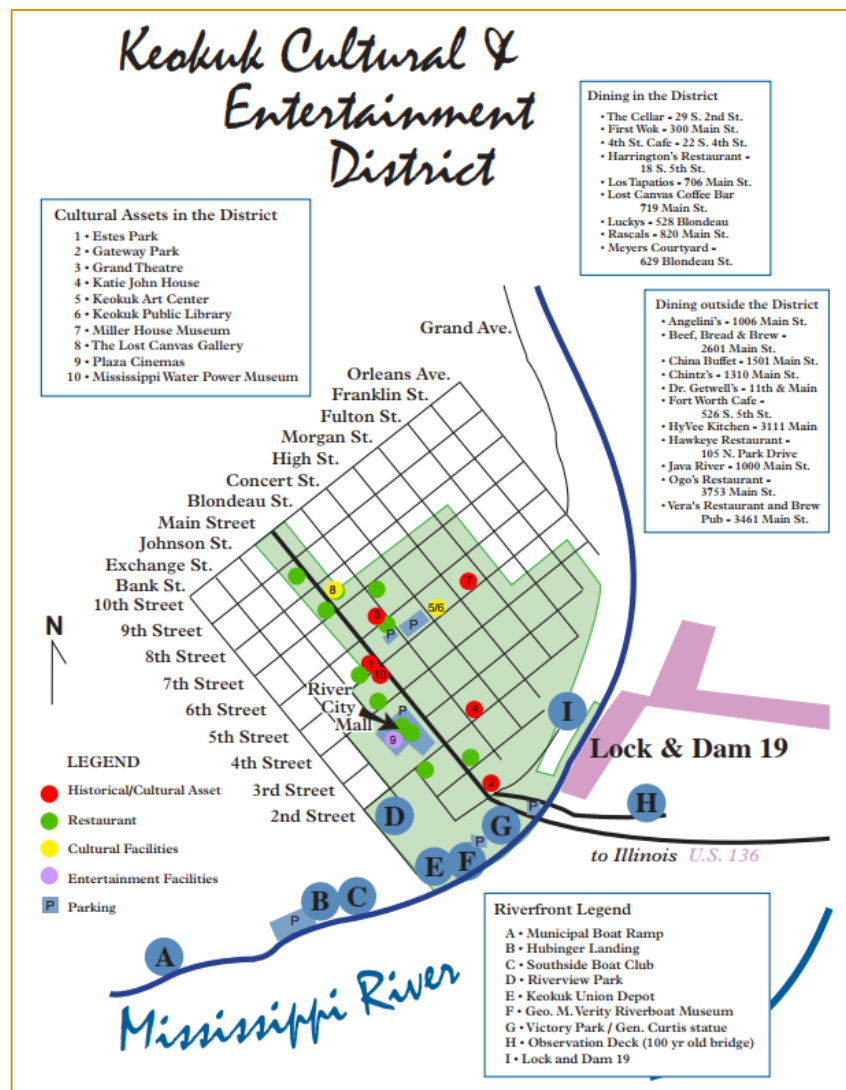 Keokuk Cultural &
Entertainment
District
Dining in the District
• The Cellar - 29 S. 2nd St.
• First Wok - 300 Main St.
• 4th St. Cafe - 22 S. 4th St.
• Harrington's Restaurant -
18 S. 5th St.
• Los Tapatios - 706 Main St.
• Lost Canvas Coffee Bar
719 Main St.
• Luckys - 528 Blondeau
• Rascals - 820 Main St.
• Meyers Courtyard -
629 Blondeau St.
Cultural Assets in the District
1 • Estes Park
2 • Gateway Park
3 • Grand Theatre
4 • Katie John House
5 • Keokuk Art Center
6 • Keokuk Public Library
7 • Miller House Museum
8 • The Lost Canvas Gallery
9 • Plaza Cinemas
10 • Mississippi Water Power Museum
Dining outside the District
• Angelini's - 1006 Main St.
• Beef, Bread & Brew -
2601 Main St.
• China Buffet - 1501 Main St.
• Chintz's - 1310 Main St.
• Dr. Getwell's - 11th & Main
• Fort Worth Cafe -
526 S. 5th St.
• HyVee Kitchen - 3111 Main
• Hawkeye Restaurant -
105 N. Park Drive
• Java River - 1000 Main St.
• Ogo's Restaurant -
3753 Main St.
• Vera's Restaurant and Brew
Pub - 3461 Main St.
Grand Ave.
Orleans Ave.
Franklin St.
Fulton St.
Morgan St.
High St.
Concert St.
Blondeau St.
Main Street
Johnson St.
Exchange St.
Bank St.
10th Street
9th Street
8th Street
7th Street
6th Street
5th Street
4th Street
3rd Street
2nd Street
N
8
7
5/6
3
P
P
1
10
River
City
Mall
P
9
4
2
I
Lock & Dam 19
H
P
D
G
P
E
F
to Illinois U.S. 136
LEGEND
Historical/Cultural Asset
Restaurant
Cultural Facilities
Entertainment Facilities
P Parking
P
B
C
A
Mississippi River
Riverfront Legend
A • Municipal Boat Ramp
B • Hubinger Landing
C • Southside Boat Club
D • Riverview Park
E • Keokuk Union Depot
F • Geo. M. Verity Riverboat Museum
G • Victory Park / Gen. Curtis statue
H • Observation Deck (100 yr old bridge)
I • Lock and Dam 19